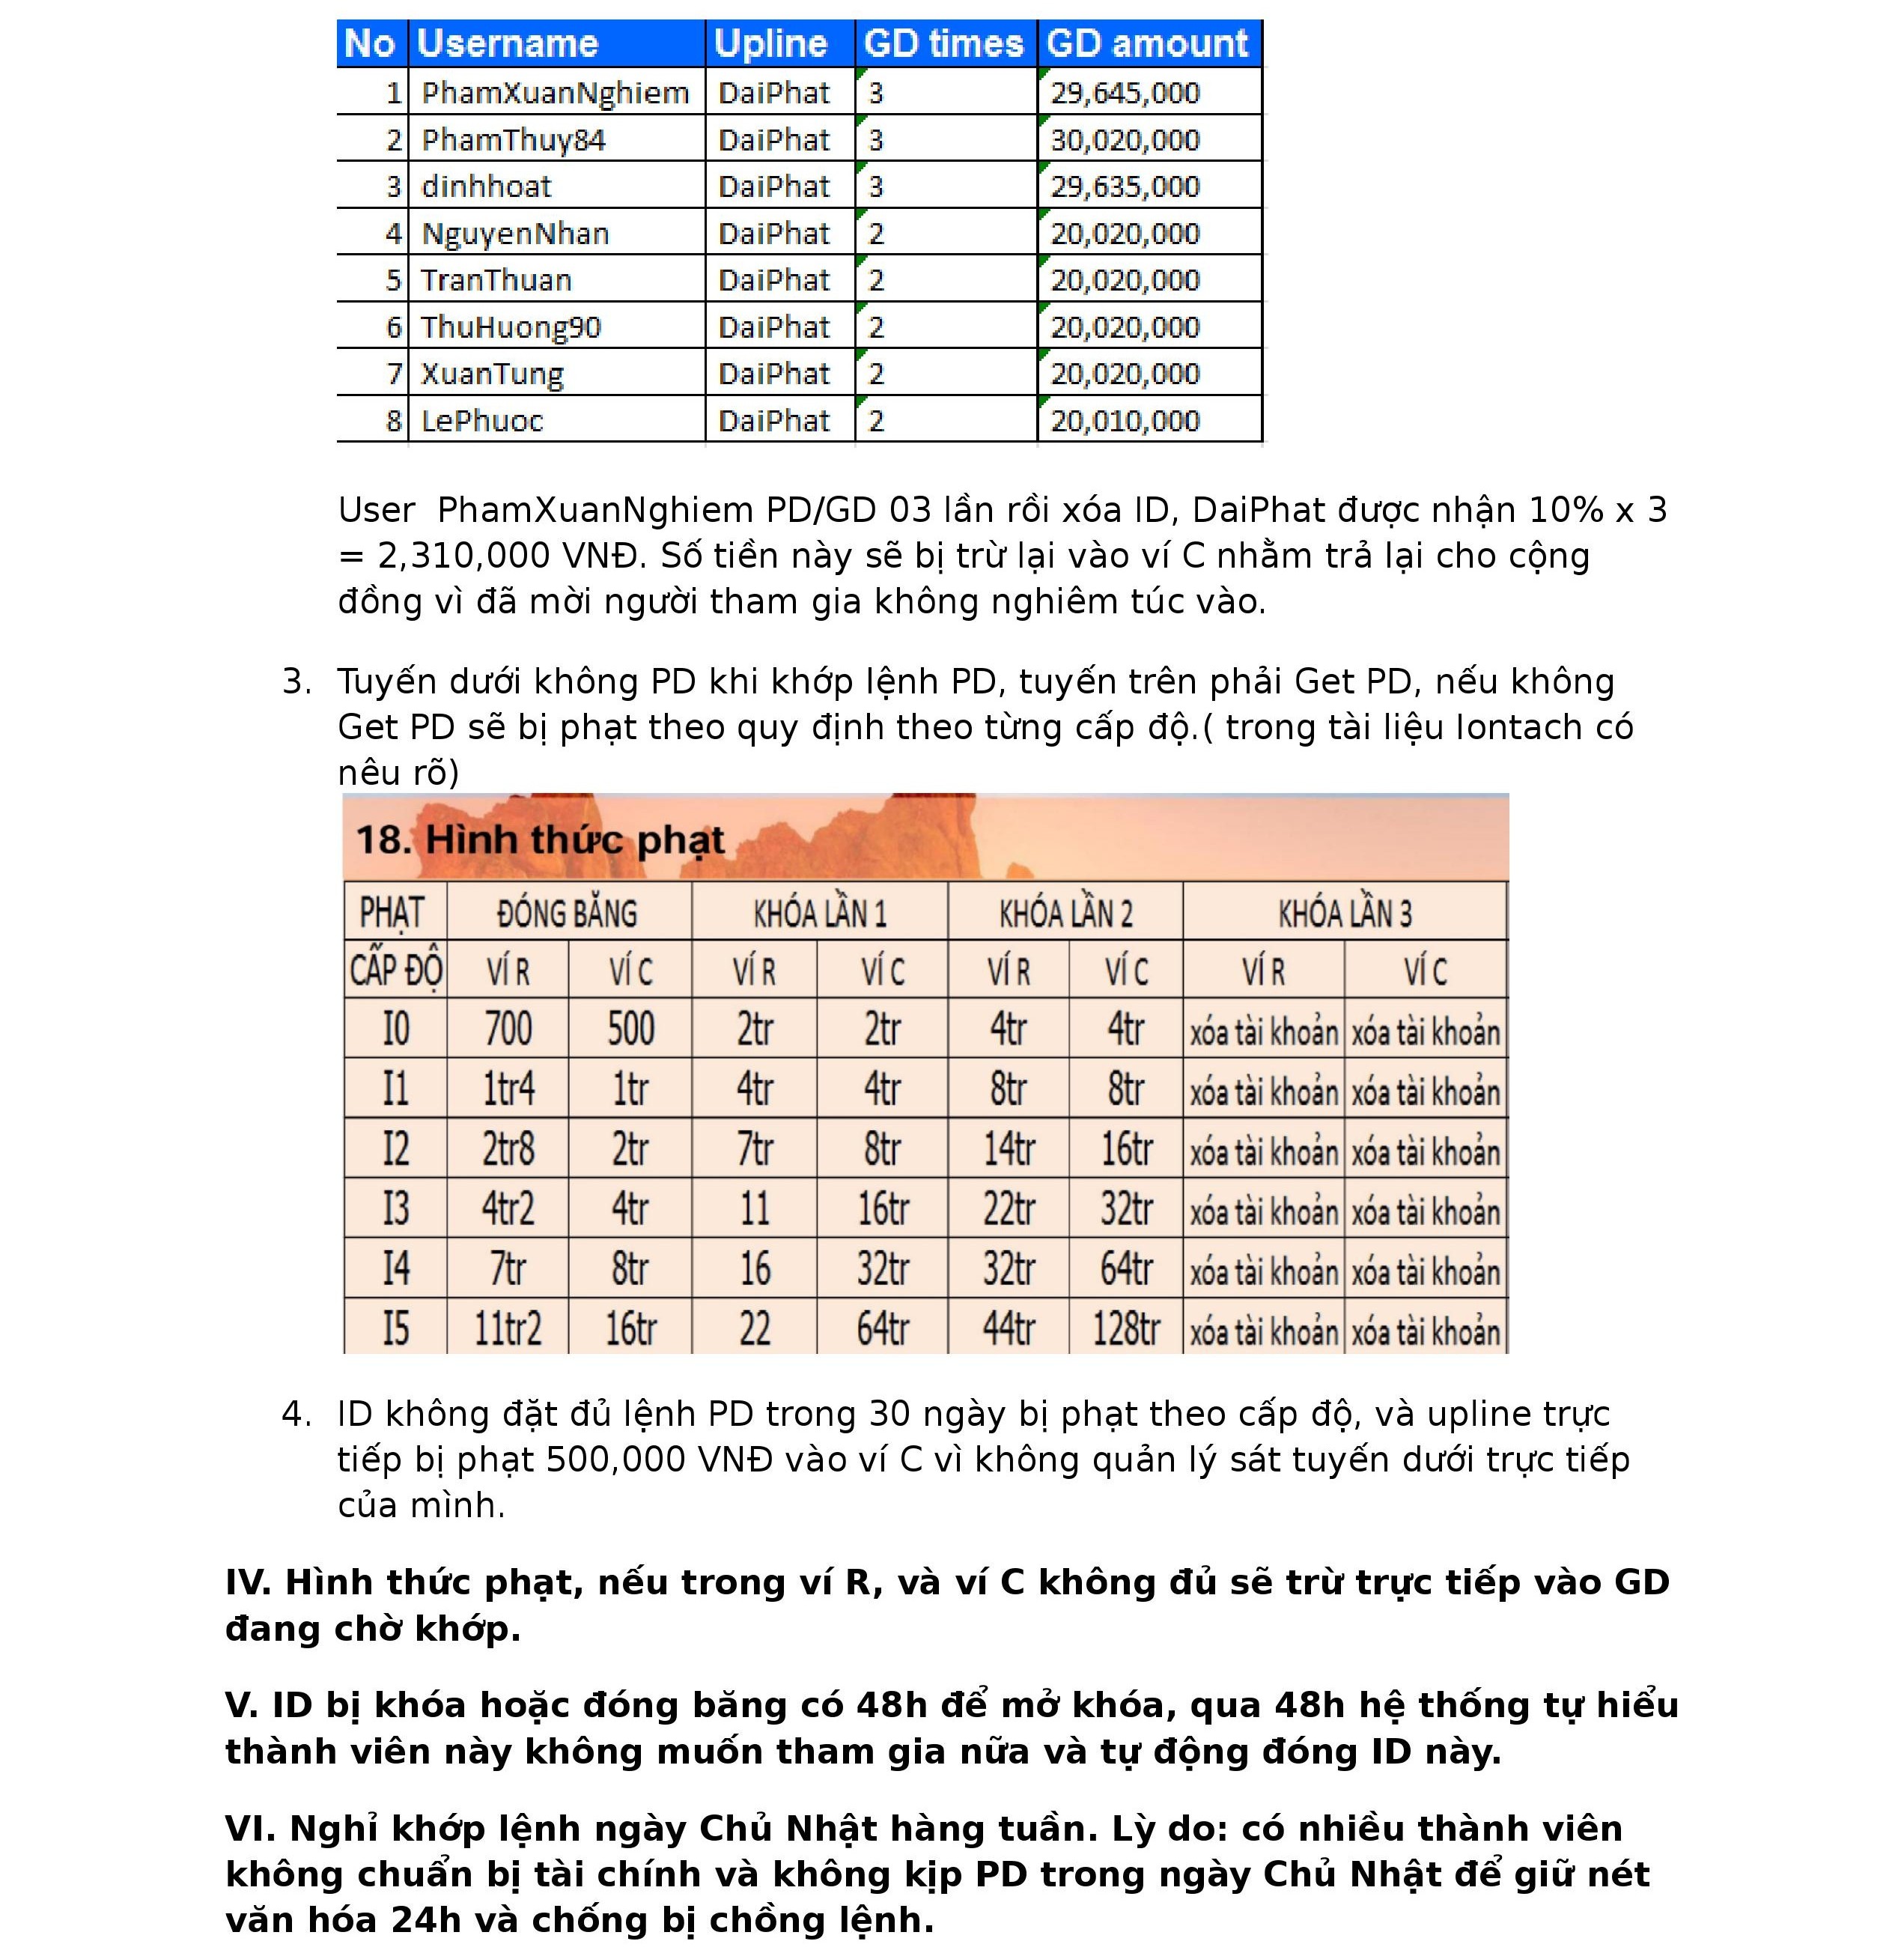 No Username Upline GD times GD amount
1 PhamXuanNghiem DaiPhat 3 29,645,000
2 PhamThuy84 DaiPhat 3 30,020,000
3 dinhhoat DaiPhat 3 29,635,000
4 NguyenNhan DaiPhat 2 20,020,000
5 TranThuan DaiPhat 2 20,020,000
6 ThuHuong90 DaiPhat 2 20,020,000
7 XuanTung DaiPhat 2 20,020,000
8 LePhuoc DaiPhat 2 20,010,000
User PhamXuanNghiem PD/GD 03 lần rồi xóa ID, DaiPhat được nhận 10% x 3
= 2,310,000 VNĐ. Số tiền này sẽ bị trừ lại vào ví C nhằm trả lại cho cộng
đồng vì đã mời người tham gia không nghiêm túc vào.
3. Tuyến dưới không PD khi khớp lệnh PD, tuyến trên phải Get PD, nếu không
Get PD sẽ bị phạt theo quy định theo từng cấp độ.( trong tài liệu Iontach có
nêu rõ)
18. Hình thức phạt
PHẠT ĐÓNG BĂNG KHÓA LẦN 1 KHÓA LẦN 2 KHÓA LẦN 3
CẤP ĐỘ VÍ R VÍ C VÍ R VÍ C VÍ R VÍ C VÍ R VÍ C
I0 700 500 2tr 2tr 4tr 4tr xóa tài khoản xóa tài khoản
I1 1tr4 1tr 4tr 4tr 8tr 8tr xóa tài khoản xóa tài khoản
I2 2tr8 2tr 7tr 8tr 14tr 16tr xóa tài khoản xóa tài khoản
I3 4tr2 4tr 11 16tr 22tr 32tr xóa tài khoản xóa tài khoản
I4 7tr 8tr 16 32tr 32tr 64tr xóa tài khoản xóa tài khoản
I5 11tr2 16tr 22 64tr 44tr 128tr xóa tài khoản xóa tài khoản
4. ID không đặt đủ lệnh PD trong 30 ngày bị phạt theo cấp độ, và upline trực
tiếp bị phạt 500,000 VNĐ vào ví C vì không quản lý sát tuyến dưới trực tiếp
của mình.
IV. Hình thức phạt, nếu trong ví R, và ví C không đủ sẽ trừ trực tiếp vào GD
đang chờ khớp.
V. ID bị khóa hoặc đóng băng có 48h để mở khóa, qua 48h hệ thống tự hiểu
thành viên này không muốn tham gia nữa và tự động đóng ID này.
VI. Nghỉ khớp lệnh ngày Chủ Nhật hàng tuần. Lỳ do: có nhiều thành viên
không chuẩn bị tài chính và không kịp PD trong ngày Chủ Nhật để giữ nét
văn hóa 24h và chống bị chồng lệnh.